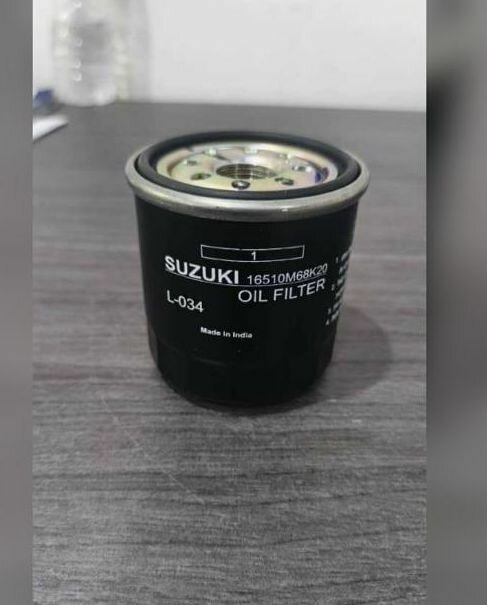 1
SUZUKI 16510M68K20
OIL FILTER
L-034
Made in India